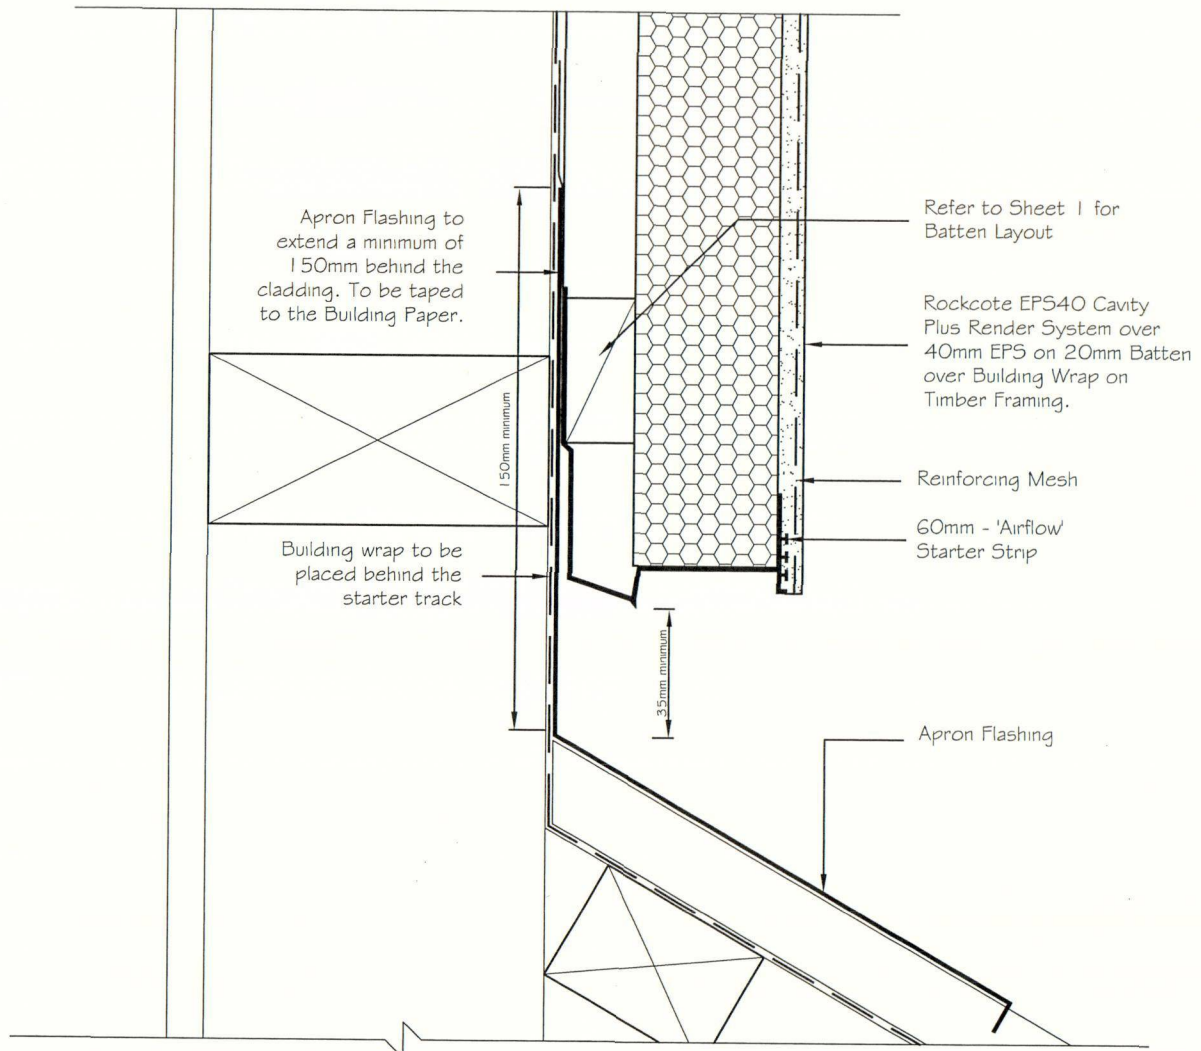 Apron Flashing to
extend a minimum of
150mm behind the
cladding. To be taped
to the Building Paper.
150mm minimum
Building wrap to be
placed behind the
starter track
Refer to Sheet 1 for
Batten Layout
Rockcote EPS40 Cavity
Plus Render System over
40mm EPS on 20mm Batten
over Building Wrap on
Timber Framing.
Reinforcing Mesh
60mm - 'Airflow'
Starter Strip
35mm minimum
Apron Flashing